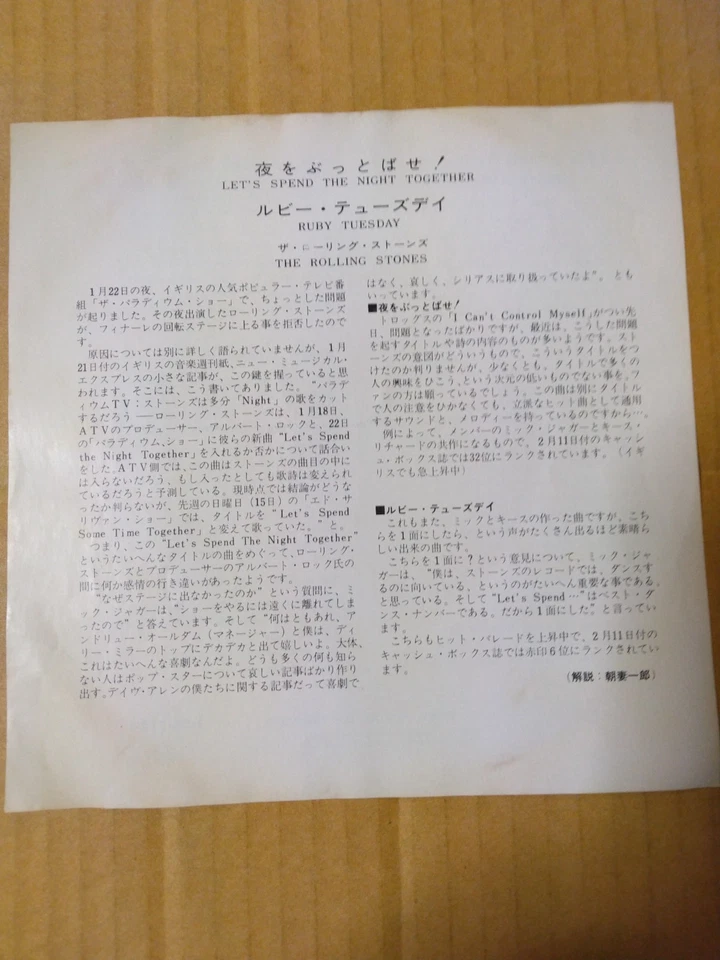 夜をぶっとばせ!
LET'S SPEND THE NIGHT TOGETHER
ルビー・テューズデイ
RUBY TUESDAY
ザ・ローリング・ストーンズ
THE ROLLING STONES
1月22日の夜、イギリスの人気ポピュラー・テレビ番
組「ザ・パラディウム・ショー」で、ちょっとした問題
が起りました。その夜出演したローリング・ストーンズ
が、フィナーレの回転ステージに上る事を拒否したので
す。
原因については別に詳しく語られていませんが、1月
21日付のイギリスの音楽週刊紙、ニュー・ミュージカル・
エクスプレスの小さな記事が、この鍵を握っていると思
われます。そこには、こう書いてありました。“パラデ
ィウムTV：ストーンズは多分「Night」の歌をカット
するだろう ──ローリング・ストーンズは、1月18日、
ATVのプロデューサー、アルバート・ロックと、22日
の「パラディウム、ショー」に彼らの新曲 “Let's Spend
the Night Together」を入れるか否かについて話合い
をした。ATV側では、この曲はストーンズの曲目の中に
は入らないだろう、もし入ったとしても歌詩は変えられ
ているだろうと予測している。現時点では結論がどうな
ったか判らないが、先週の日曜日(15日)の「エド・サ
リヴァン・ショー」では、タイトルを“Let's Spend
Some Time Together」と変えて歌っていた。”と。
つまり、この “Let's Spend The Night Together”
というたいへんなタイトルの曲をめぐって、ローリング・
ストーンズとプロデューサーのアルバート・ロック氏の
間に何か感情の行き違いがあったようです。
“なぜステージに出なかったのか” という質問に、ミ
ック・ジャガーは、“ショーをやるには遠くに離れてしま
ったので” と答えています。そして “何はともあれ、ア
ンドリュー・オールダム(マネージャー)と僕は、ディ
リー・ミラーのトップにデカデカと出て嬉しいよ。大体、
これはたいへんな喜劇なんだよ。どうも多くの何も知ら
ない人はポップ・スターについて哀しい記事ばかり作り
出す。デイヴ・アレンの僕たちに関する記事だって喜劇で
はなく、哀しく、シリアスに取り扱っていたよ”。とも
いっています。
■夜をぶっとばせ!
トロッグスの「I Can't Control Myself」がつい先
日、問題となったばかりですが、最近は、こうした問題
を起すタイトルや詩の内容のものが多いようです。スト
ーンズの意図がどういうもので、こういうタイトルをつ
けたのか判りませんが、少なくとも、タイトルで多くの
人の興味をひこう、という次元の低いものでない事を、フ
ァンの方は願っているでしょう。この曲は別にタイトル
で人の注意をひかなくても、立派なヒット曲として通用
するサウンドと、メロディーを持っているのですから…。
例によって、メンバーのミック・ジャガーとキース・
リチャードの共作になるもので、2月11日付のキャッシ
ュ・ボックス誌では32位にランクされています。(イギ
リスでも急上昇中)
■ルビー・テューズデイ
これもまた、ミックとキースの作った曲ですが、こち
らを1面にしたら、という声がたくさん出るほど素晴ら
しい出来の曲です。
こちらを1面に?という意見について、ミック・ジャ
ガーは、“僕は、ストーンズのレコードでは、ダンスす
るのに向いている、というのがたいへん重要な事である、
と思っている。そして “Let's Spend …”はベスト・ダ
ンス・ナンバーである。だから1面にした” と言ってい
ます。
こちらもヒット・パレードを上昇中で、2月11日付の
キャッシュ・ボックス誌では赤印6位にランクされてい
ます。
(解説：朝妻一郎)